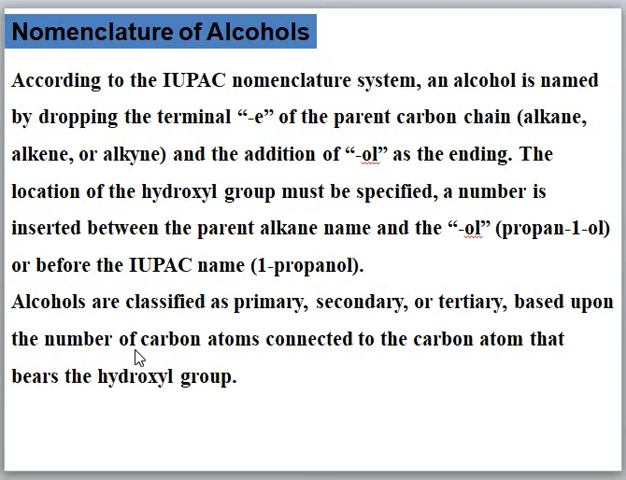 Nomenclature of Alcohols
According to the IUPAC nomenclature system, an alcohol is named
by dropping the terminal “-e” of the parent carbon chain (alkane,
alkene, or alkyne) and the addition of “-ol” as the ending. The
location of the hydroxyl group must be specified, a number is
inserted between the parent alkane name and the “-ol” (propan-1-ol)
or before the IUPAC name (1-propanol).
Alcohols are classified as primary, secondary, or tertiary, based upon
the number of carbon atoms connected to the carbon atom that
bears the hydroxyl group.